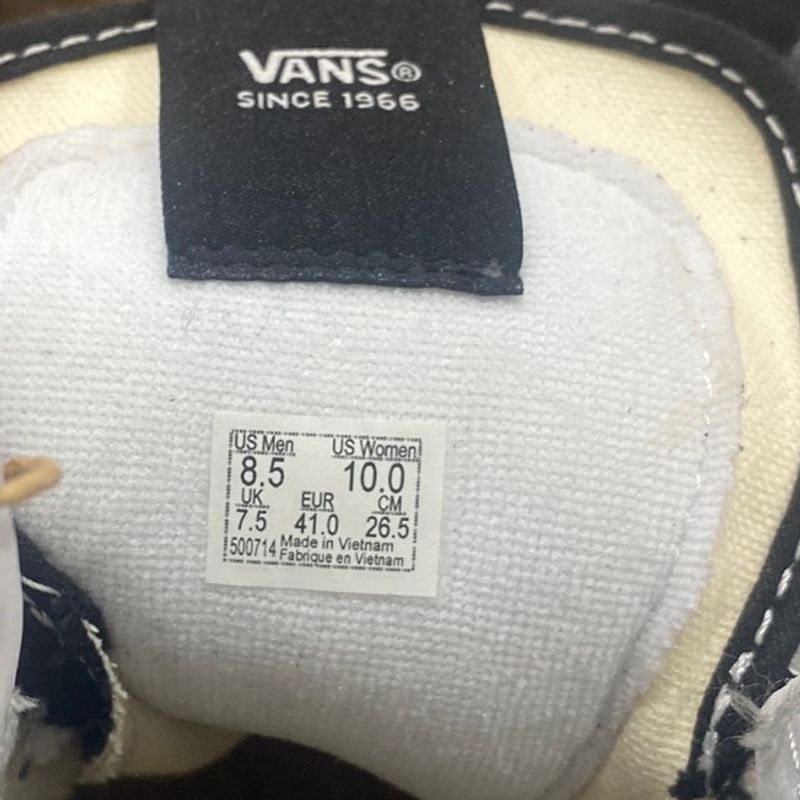 VANS®
SINCE 1966
US Men US Women
8.5 10.0
UK EUR CM
7.5 41.0 26.5
500714 Made in Vietnam
Fabrique en Vietnam